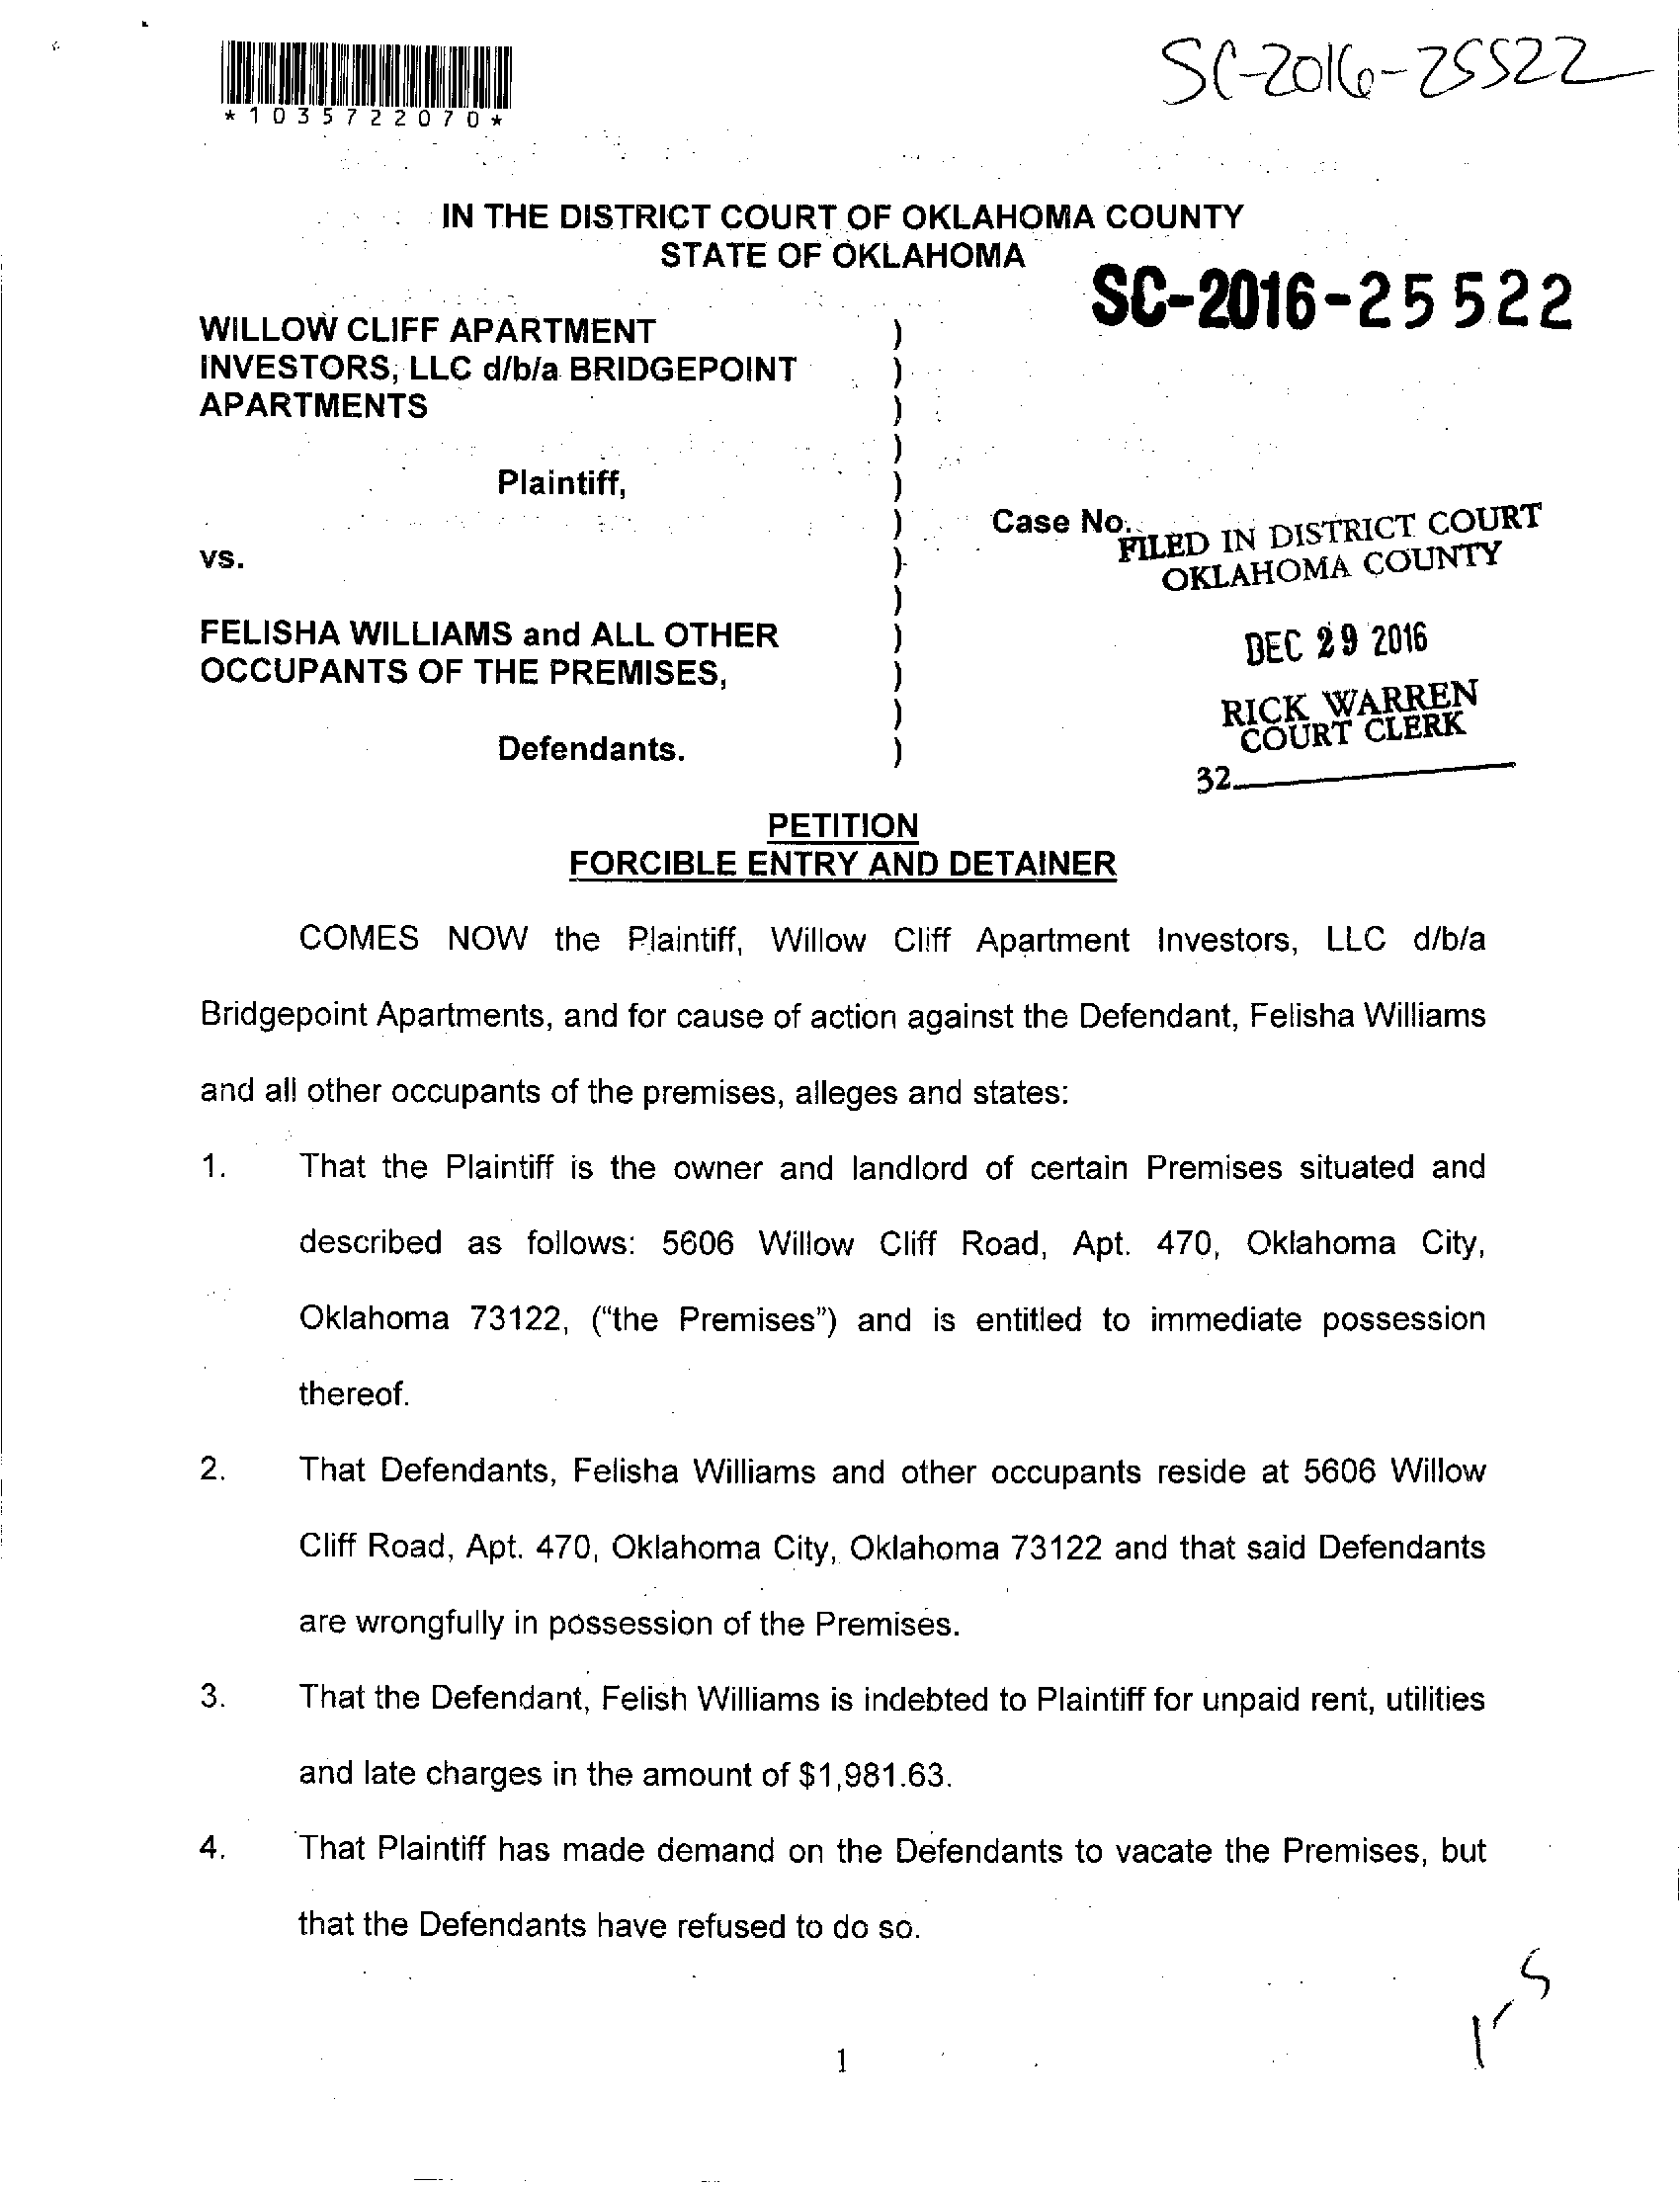 SC-2016-25522
*1035722070*
IN THE DISTRICT COURT OF OKLAHOMA COUNTY
STATE OF OKLAHOMA
SC-2016-25522
WILLOW CLIFF APARTMENT )
INVESTORS, LLC d/b/a BRIDGEPOINT )
APARTMENTS )
)
Plaintiff, )
) Case No.
FILED IN DISTRICT COURT
OKLAHOMA COUNTY
vs. )
)
FELISHA WILLIAMS and ALL OTHER )
DEC 29 2016
OCCUPANTS OF THE PREMISES, )
)
RICK WARREN
COURT CLERK
Defendants. )
32
PETITION
FORCIBLE ENTRY AND DETAINER
COMES NOW the Plaintiff, Willow Cliff Apartment Investors, LLC d/b/a
Bridgepoint Apartments, and for cause of action against the Defendant, Felisha Williams
and all other occupants of the premises, alleges and states:
1. That the Plaintiff is the owner and landlord of certain Premises situated and
described as follows: 5606 Willow Cliff Road, Apt. 470, Oklahoma City,
Oklahoma 73122, ("the Premises") and is entitled to immediate possession
thereof.
2. That Defendants, Felisha Williams and other occupants reside at 5606 Willow
Cliff Road, Apt. 470, Oklahoma City, Oklahoma 73122 and that said Defendants
are wrongfully in possession of the Premises.
3. That the Defendant, Felish Williams is indebted to Plaintiff for unpaid rent, utilities
and late charges in the amount of $1,981.63.
4. That Plaintiff has made demand on the Defendants to vacate the Premises, but
that the Defendants have refused to do so.
1